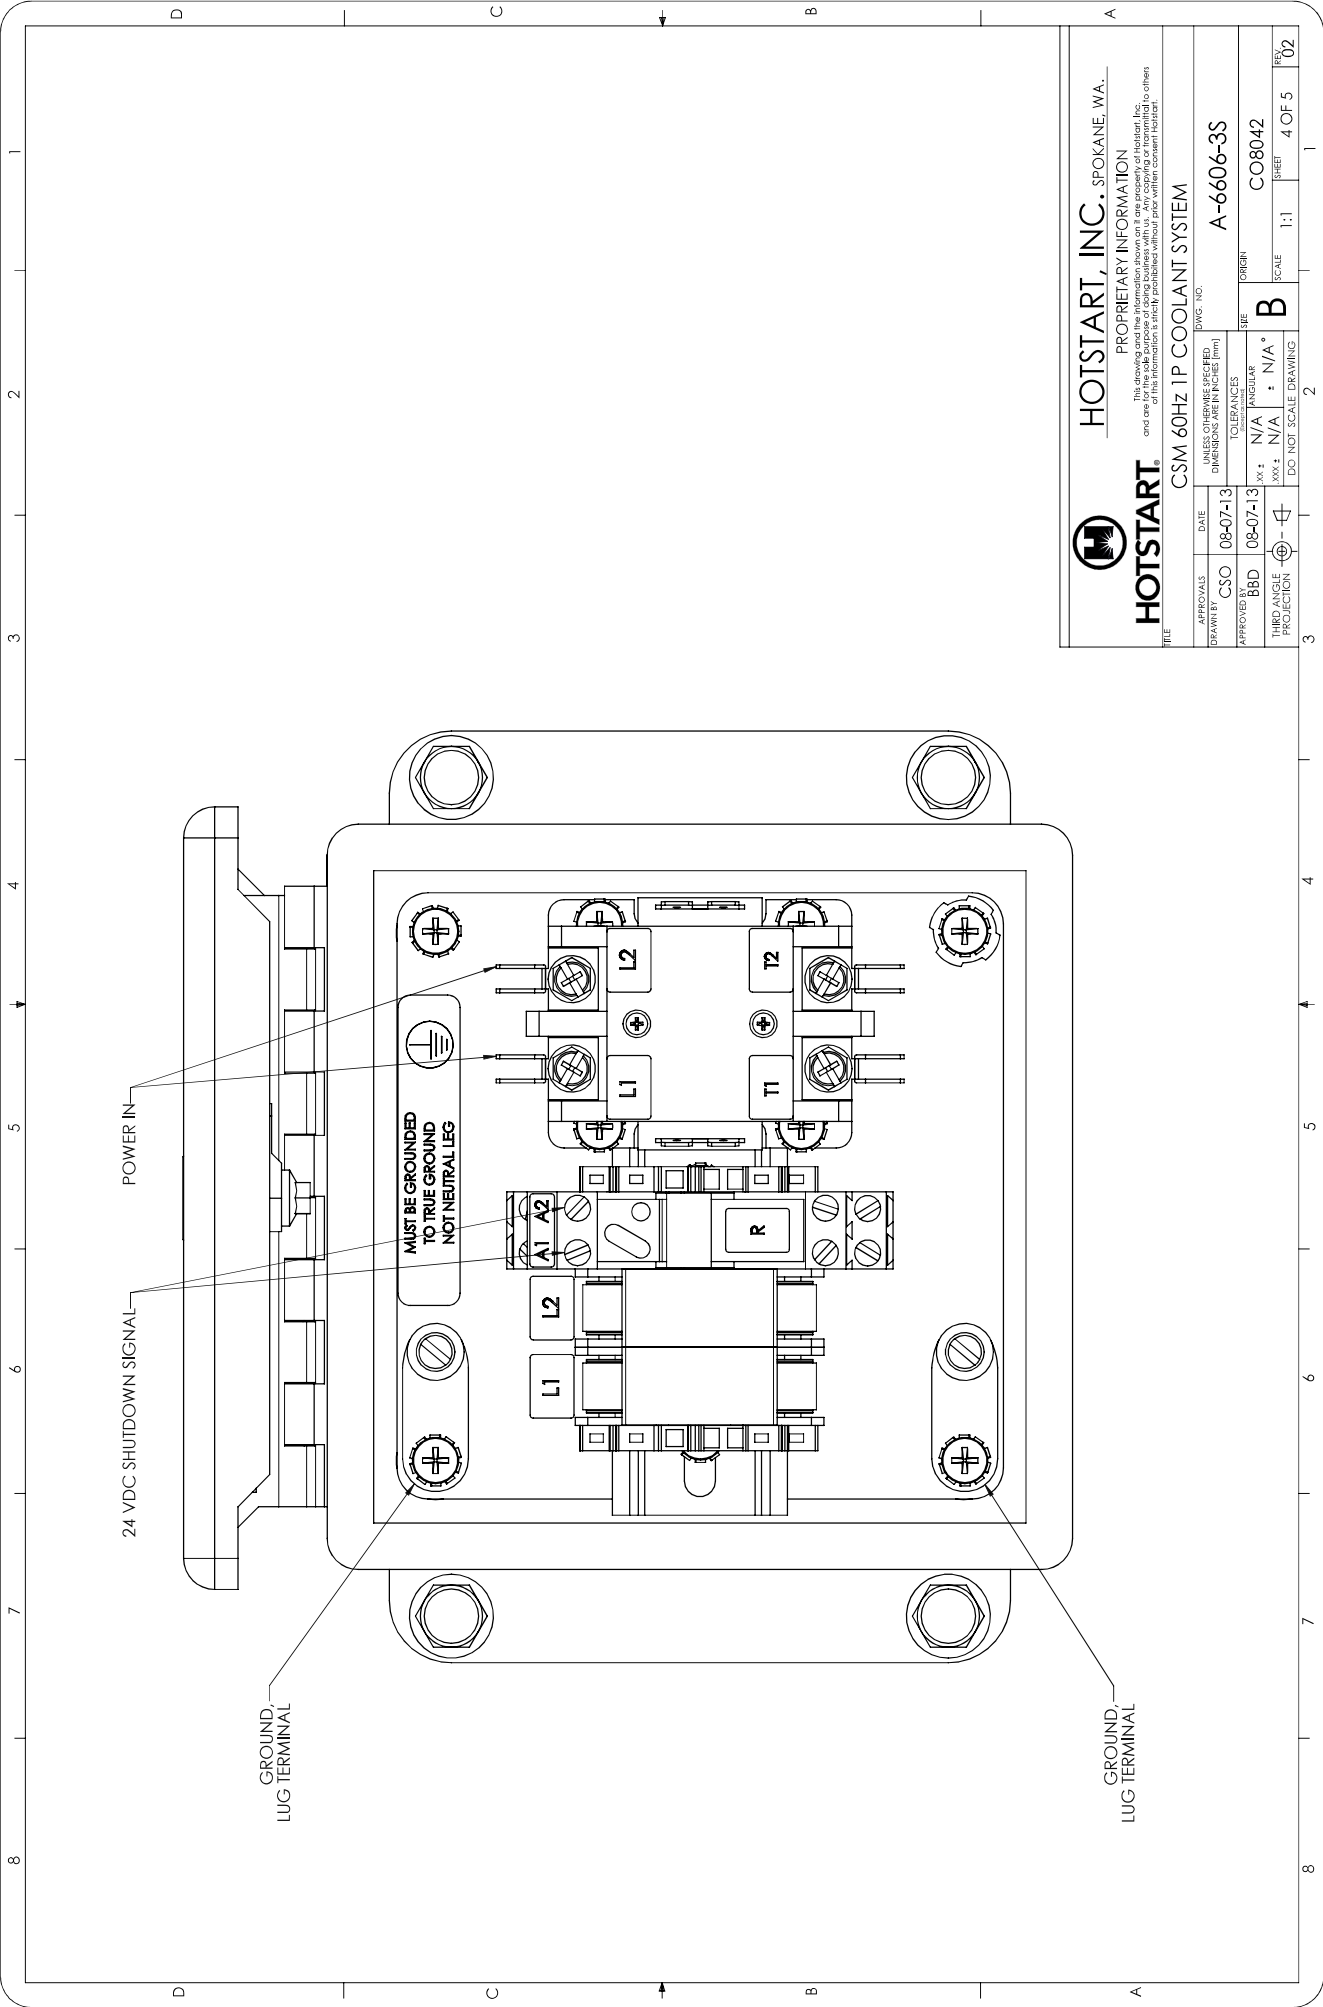 8
7
6
5
4
3
2
1
D
D
24 VDC SHUTDOWN SIGNAL
POWER IN
GROUND,
LUG TERMINAL
MUST BE GROUNDED
TO TRUE GROUND
NOT NEUTRAL LEG
C
C
L1
L2
A1
A2
L1
L2
R
T1
T2
B
B
GROUND,
LUG TERMINAL
A
A
HOTSTART
HOTSTART, INC. SPOKANE, WA.
PROPRIETARY INFORMATION
This drawing and the information shown on it are property of Hotstart, Inc.
and are for the sole purpose of doing business with us. Any copying or transmittal to others
of this information is strictly prohibited without prior written consent Hotstart.
TITLE
CSM 60Hz 1P COOLANT SYSTEM
APPROVALS
DATE
DRAWN BY
CSO
08-07-13
APPROVED BY
BBD
08-07-13
THIRD ANGLE
PROJECTION
UNLESS OTHERWISE SPECIFIED
DIMENSIONS ARE IN INCHES [mm]
TOLERANCES
(Except as noted)
.XX ± N/A
.XXX ± N/A
ANGULAR
± N/A°
DO NOT SCALE DRAWING
DWG. NO.
A-6606-3S
SIZE
B
ORIGIN
CO8042
SCALE
1:1
SHEET
4 OF 5
REV.
02
8
7
6
5
4
3
2
1